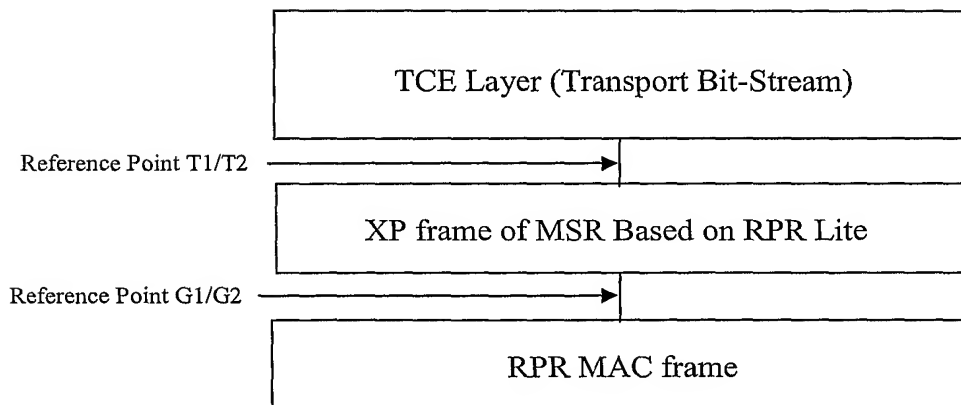 TCE Layer (Transport Bit-Stream)
Reference Point T1/T2
XP frame of MSR Based on RPR Lite
Reference Point G1/G2
RPR MAC frame